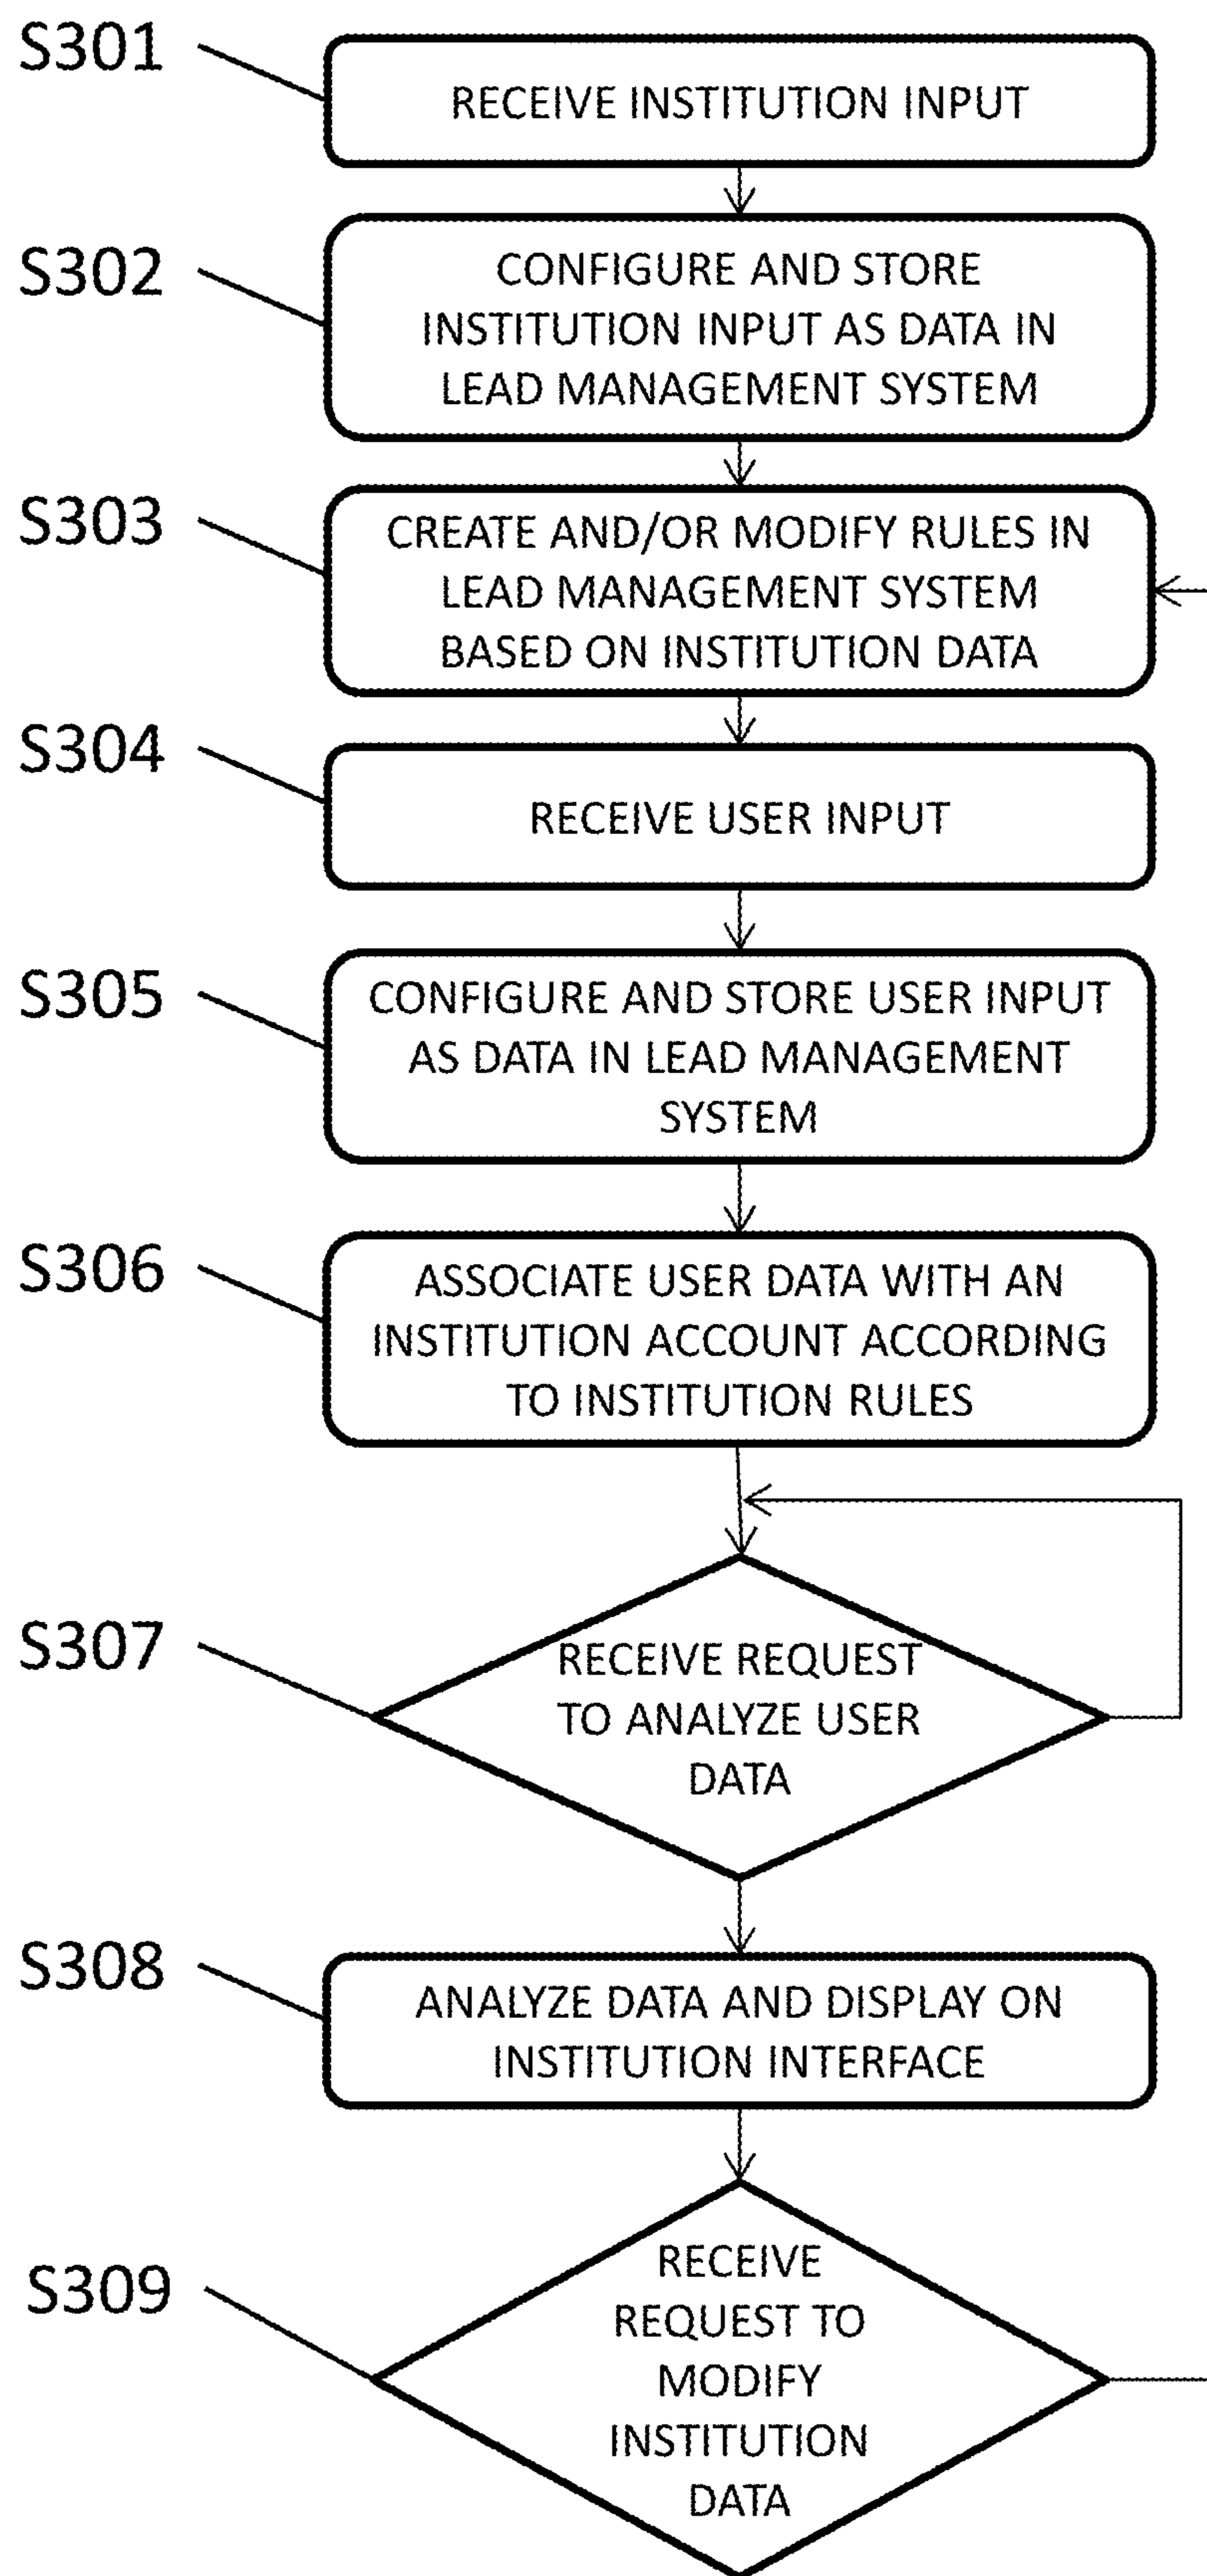 S301
RECEIVE INSTITUTION INPUT
S302
CONFIGURE AND STORE
INSTITUTION INPUT AS DATA IN
LEAD MANAGEMENT SYSTEM
S303
CREATE AND/OR MODIFY RULES IN
LEAD MANAGEMENT SYSTEM
BASED ON INSTITUTION DATA
S304
RECEIVE USER INPUT
S305
CONFIGURE AND STORE USER INPUT
AS DATA IN LEAD MANAGEMENT
SYSTEM
S306
ASSOCIATE USER DATA WITH AN
INSTITUTION ACCOUNT ACCORDING
TO INSTITUTION RULES
S307
RECEIVE REQUEST
TO ANALYZE USER
DATA
S308
ANALYZE DATA AND DISPLAY ON
INSTITUTION INTERFACE
S309
RECEIVE
REQUEST TO
MODIFY
INSTITUTION
DATA